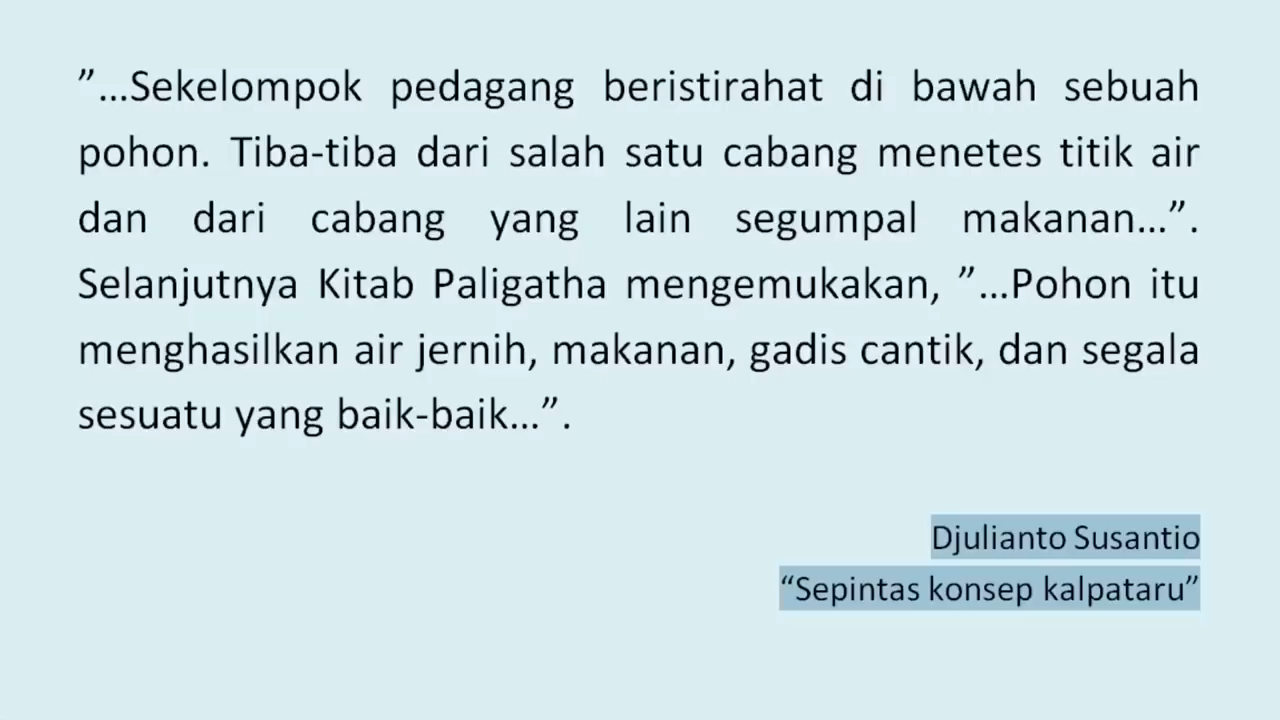 ”...Sekelompok pedagang beristirahat di bawah sebuah
pohon. Tiba-tiba dari salah satu cabang menetes titik air
dan dari cabang yang lain segumpal makanan...”.
Selanjutnya Kitab Paligatha mengemukakan, ”...Pohon itu
menghasilkan air jernih, makanan, gadis cantik, dan segala
sesuatu yang baik-baik...”.
Djulianto Susantio
“Sepintas konsep kalpataru”